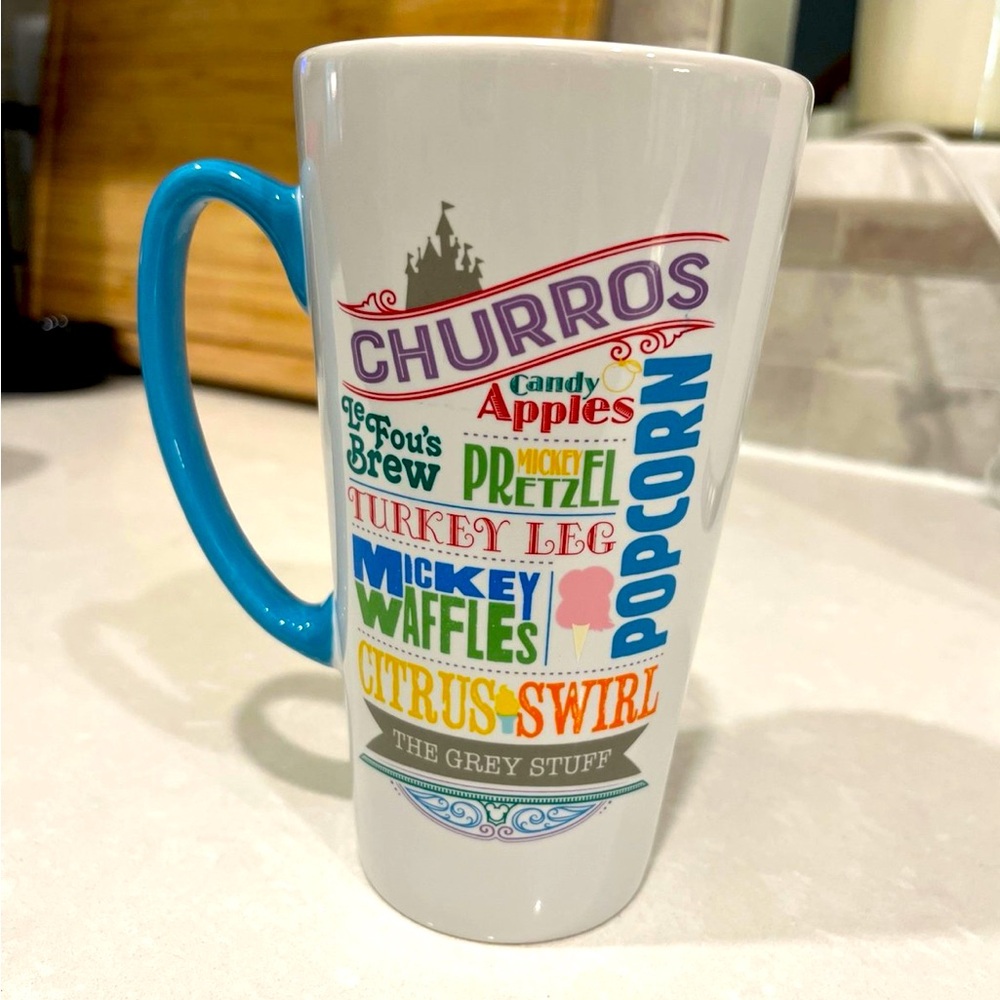 CHURROS
Candy
Apples
LeFou's
Brew
MICKEY
PRETZEL
POPCORN
TURKEY LEG
MICKEY
WAFFLES
CITRUS SWIRL
THE GREY STUFF